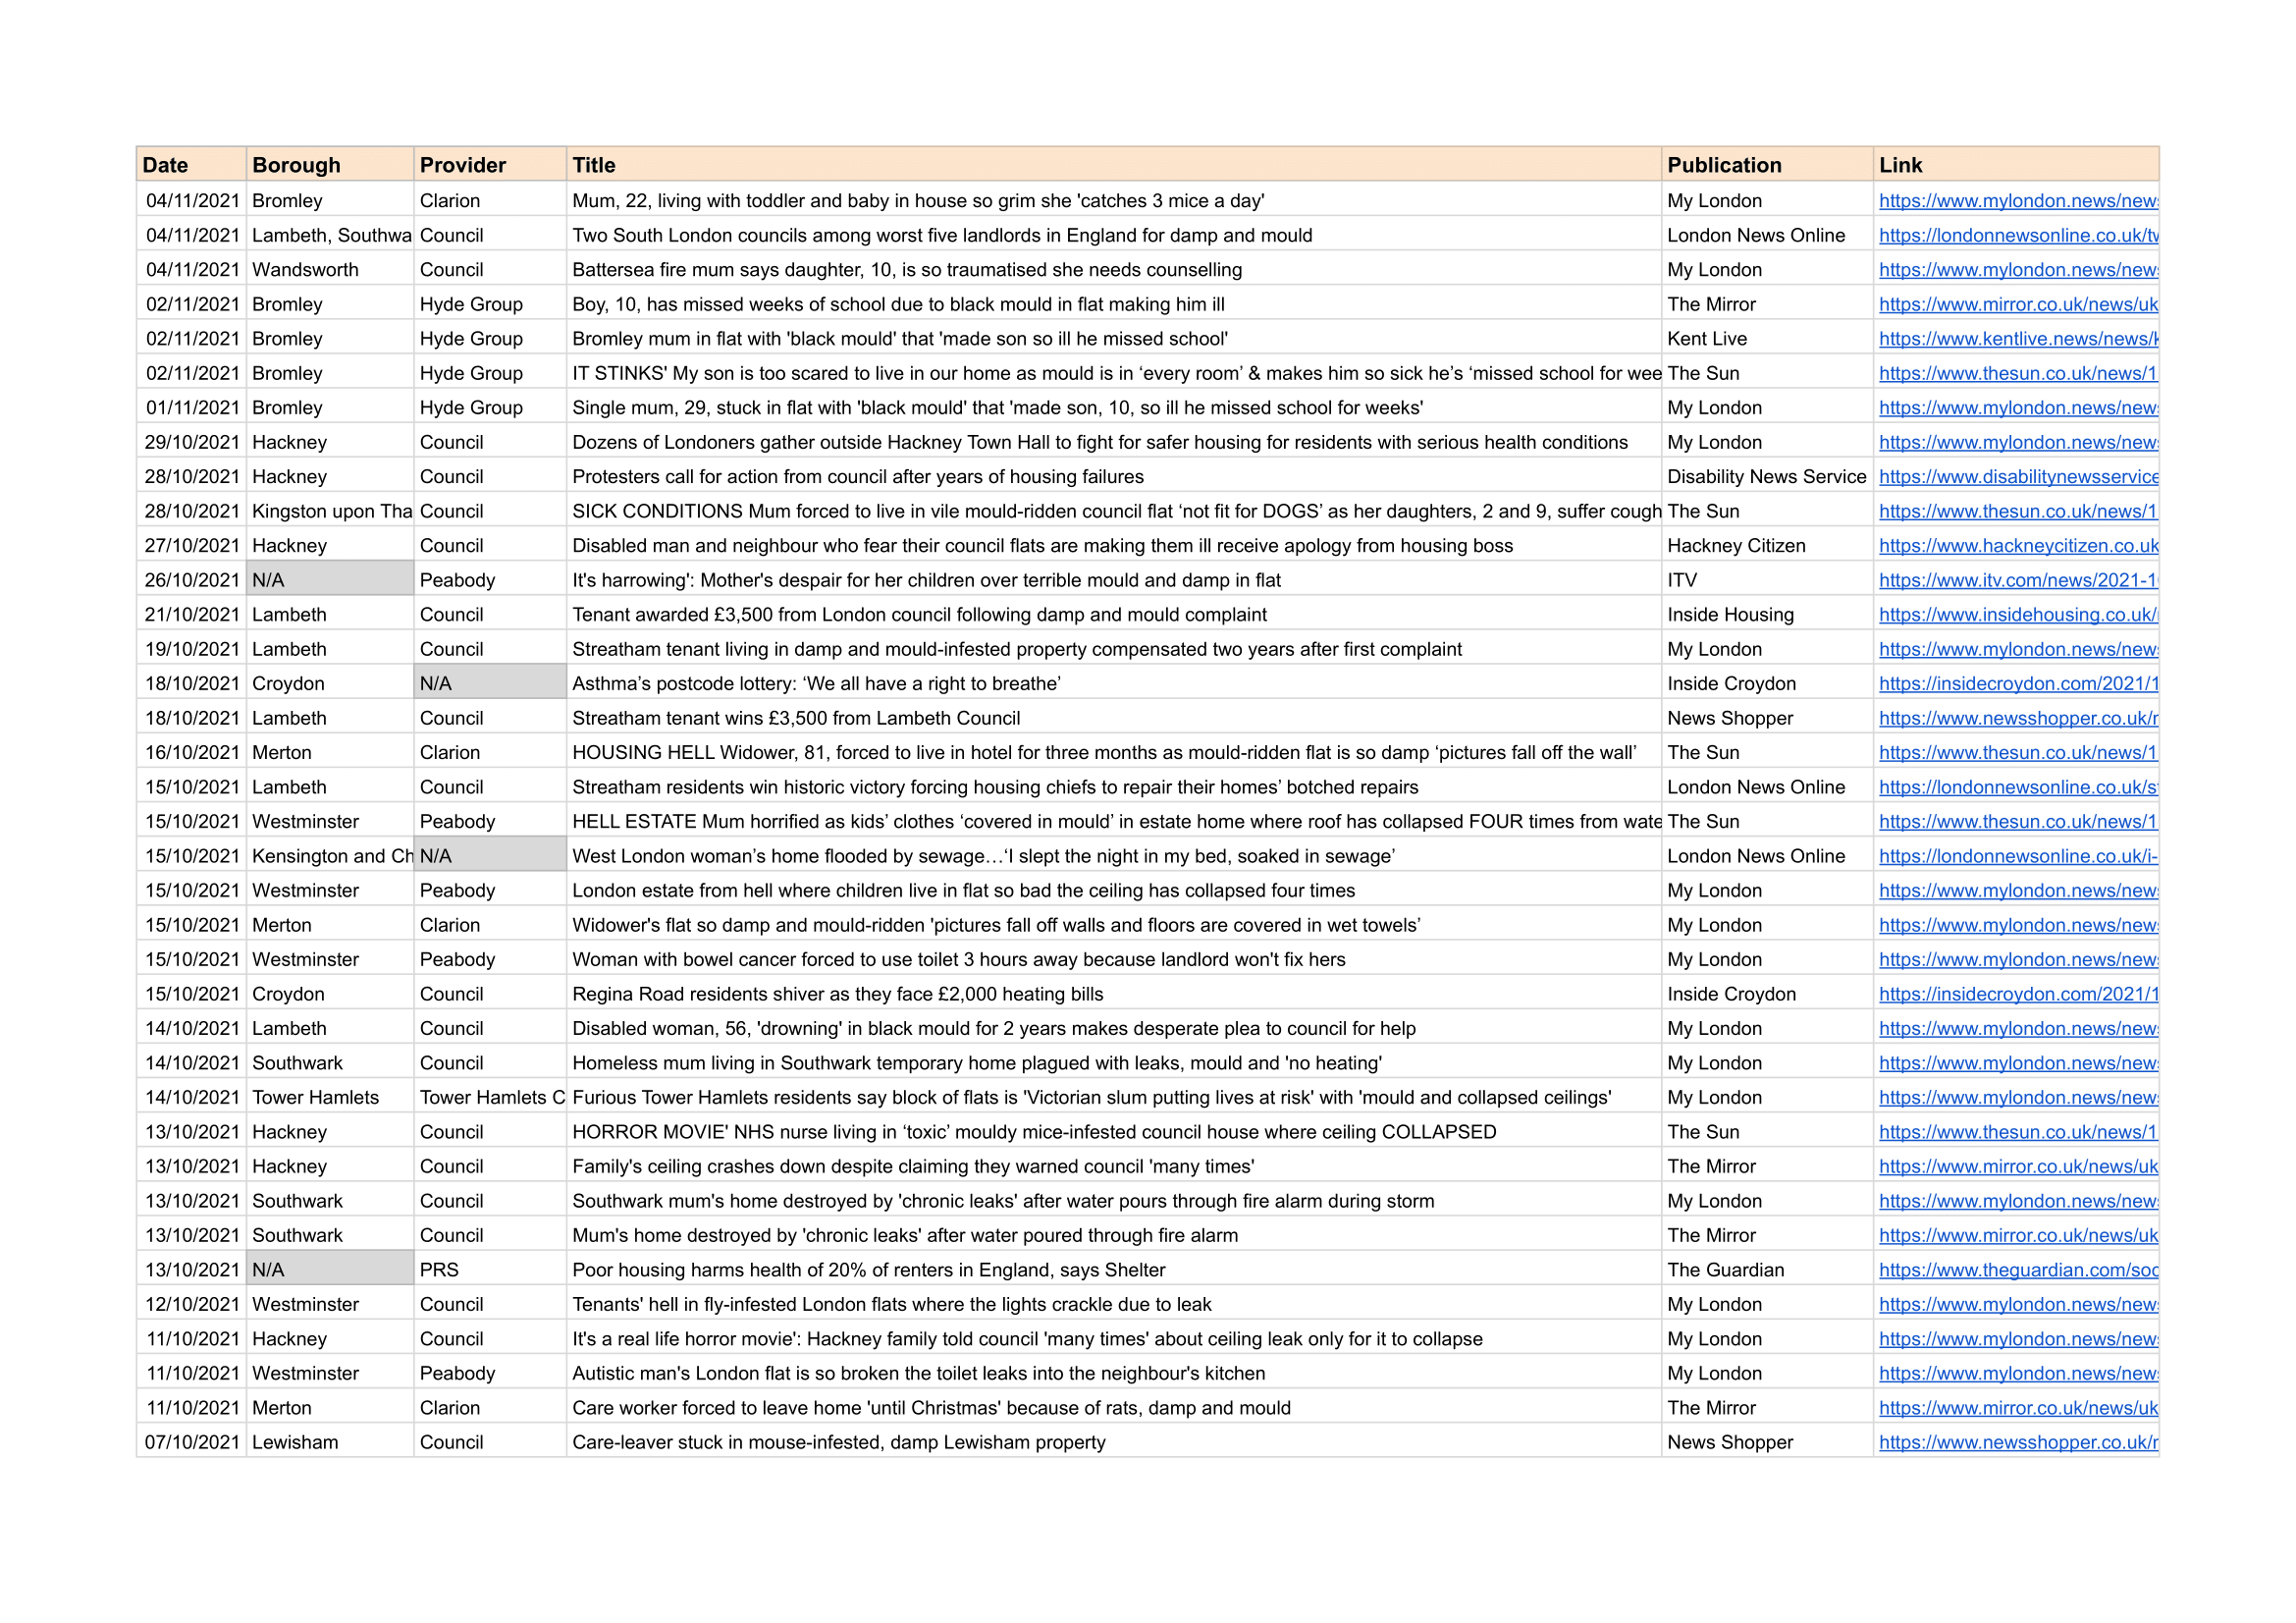 Date Borough Provider Title Publication Link
04/11/2021 Bromley Clarion Mum, 22, living with toddler and baby in house so grim she 'catches 3 mice a day' My London https://www.mylondon.news/news
04/11/2021 Lambeth, Southwa Council Two South London councils among worst five landlords in England for damp and mould London News Online https://londonnewsonline.co.uk/tw
04/11/2021 Wandsworth Council Battersea fire mum says daughter, 10, is so traumatised she needs counselling My London https://www.mylondon.news/news
02/11/2021 Bromley Hyde Group Boy, 10, has missed weeks of school due to black mould in flat making him ill The Mirror https://www.mirror.co.uk/news/uk
02/11/2021 Bromley Hyde Group Bromley mum in flat with 'black mould' that 'made son so ill he missed school' Kent Live https://www.kentlive.news/news/k
02/11/2021 Bromley Hyde Group IT STINKS' My son is too scared to live in our home as mould is in ‘every room’ & makes him so sick he’s ‘missed school for wee The Sun https://www.thesun.co.uk/news/1
01/11/2021 Bromley Hyde Group Single mum, 29, stuck in flat with 'black mould' that 'made son, 10, so ill he missed school for weeks' My London https://www.mylondon.news/news
29/10/2021 Hackney Council Dozens of Londoners gather outside Hackney Town Hall to fight for safer housing for residents with serious health conditions My London https://www.mylondon.news/news
28/10/2021 Hackney Council Protesters call for action from council after years of housing failures Disability News Service https://www.disabilitynewsservice
28/10/2021 Kingston upon Tha Council SICK CONDITIONS Mum forced to live in vile mould-ridden council flat ‘not fit for DOGS’ as her daughters, 2 and 9, suffer cough The Sun https://www.thesun.co.uk/news/1
27/10/2021 Hackney Council Disabled man and neighbour who fear their council flats are making them ill receive apology from housing boss Hackney Citizen https://www.hackneycitizen.co.uk
26/10/2021 N/A Peabody It's harrowing': Mother's despair for her children over terrible mould and damp in flat ITV https://www.itv.com/news/2021-1
21/10/2021 Lambeth Council Tenant awarded £3,500 from London council following damp and mould complaint Inside Housing https://www.insidehousing.co.uk/
19/10/2021 Lambeth Council Streatham tenant living in damp and mould-infested property compensated two years after first complaint My London https://www.mylondon.news/news
18/10/2021 Croydon N/A Asthma’s postcode lottery: ‘We all have a right to breathe’ Inside Croydon https://insidecroydon.com/2021/1
18/10/2021 Lambeth Council Streatham tenant wins £3,500 from Lambeth Council News Shopper https://www.newsshopper.co.uk/r
16/10/2021 Merton Clarion HOUSING HELL Widower, 81, forced to live in hotel for three months as mould-ridden flat is so damp ‘pictures fall off the wall’ The Sun https://www.thesun.co.uk/news/1
15/10/2021 Lambeth Council Streatham residents win historic victory forcing housing chiefs to repair their homes’ botched repairs London News Online https://londonnewsonline.co.uk/st
15/10/2021 Westminster Peabody HELL ESTATE Mum horrified as kids’ clothes ‘covered in mould’ in estate home where roof has collapsed FOUR times from wate The Sun https://www.thesun.co.uk/news/1
15/10/2021 Kensington and Ch N/A West London woman’s home flooded by sewage…‘I slept the night in my bed, soaked in sewage’ London News Online https://londonnewsonline.co.uk/i-
15/10/2021 Westminster Peabody London estate from hell where children live in flat so bad the ceiling has collapsed four times My London https://www.mylondon.news/news
15/10/2021 Merton Clarion Widower's flat so damp and mould-ridden 'pictures fall off walls and floors are covered in wet towels’ My London https://www.mylondon.news/news
15/10/2021 Westminster Peabody Woman with bowel cancer forced to use toilet 3 hours away because landlord won't fix hers My London https://www.mylondon.news/news
15/10/2021 Croydon Council Regina Road residents shiver as they face £2,000 heating bills Inside Croydon https://insidecroydon.com/2021/1
14/10/2021 Lambeth Council Disabled woman, 56, 'drowning' in black mould for 2 years makes desperate plea to council for help My London https://www.mylondon.news/news
14/10/2021 Southwark Council Homeless mum living in Southwark temporary home plagued with leaks, mould and 'no heating' My London https://www.mylondon.news/news
14/10/2021 Tower Hamlets Tower Hamlets C Furious Tower Hamlets residents say block of flats is 'Victorian slum putting lives at risk' with 'mould and collapsed ceilings' My London https://www.mylondon.news/news
13/10/2021 Hackney Council HORROR MOVIE' NHS nurse living in ‘toxic’ mouldy mice-infested council house where ceiling COLLAPSED The Sun https://www.thesun.co.uk/news/1
13/10/2021 Hackney Council Family's ceiling crashes down despite claiming they warned council 'many times' The Mirror https://www.mirror.co.uk/news/uk
13/10/2021 Southwark Council Southwark mum's home destroyed by 'chronic leaks' after water pours through fire alarm during storm My London https://www.mylondon.news/news
13/10/2021 Southwark Council Mum's home destroyed by 'chronic leaks' after water poured through fire alarm The Mirror https://www.mirror.co.uk/news/uk
13/10/2021 N/A PRS Poor housing harms health of 20% of renters in England, says Shelter The Guardian https://www.theguardian.com/soc
12/10/2021 Westminster Council Tenants' hell in fly-infested London flats where the lights crackle due to leak My London https://www.mylondon.news/news
11/10/2021 Hackney Council It's a real life horror movie': Hackney family told council 'many times' about ceiling leak only for it to collapse My London https://www.mylondon.news/news
11/10/2021 Westminster Peabody Autistic man's London flat is so broken the toilet leaks into the neighbour's kitchen My London https://www.mylondon.news/news
11/10/2021 Merton Clarion Care worker forced to leave home 'until Christmas' because of rats, damp and mould The Mirror https://www.mirror.co.uk/news/uk
07/10/2021 Lewisham Council Care-leaver stuck in mouse-infested, damp Lewisham property News Shopper https://www.newsshopper.co.uk/r